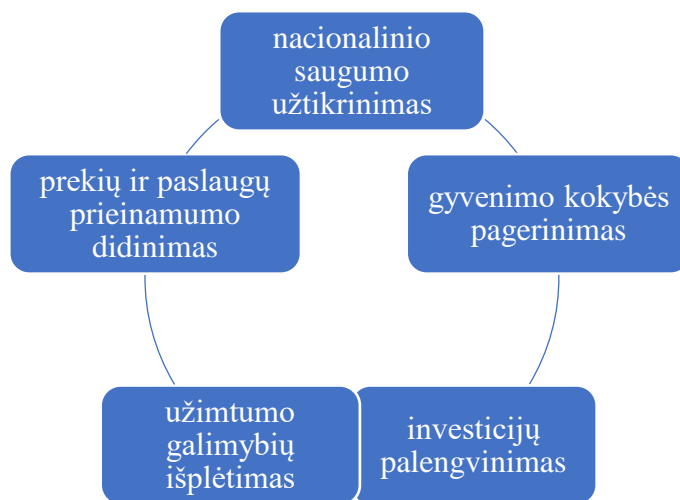 nacionalinio
saugumo
užtikrinimas
gyvenimo kokybės
pagerinimas
investicijų
palengvinimas
užimtumo
galimybių
išplėtimas
prekių ir paslaugų
prieinamumo
didinimas